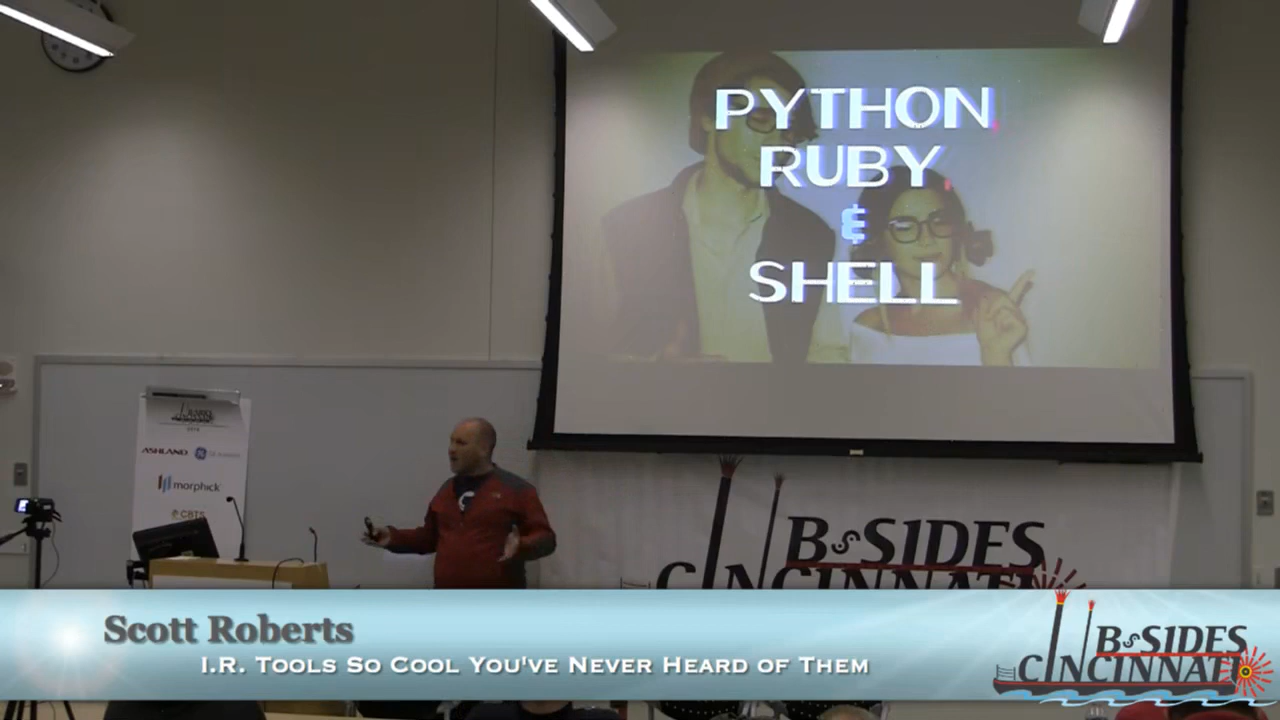 PYTHON
RUBY
&
SHELL
ASHLAND
morphick
CBTS
B-SIDES
CINCINNATI
Scott Roberts
I.R. Tools So Cool You've Never Heard of Them
B-SIDES
CINCINNATI